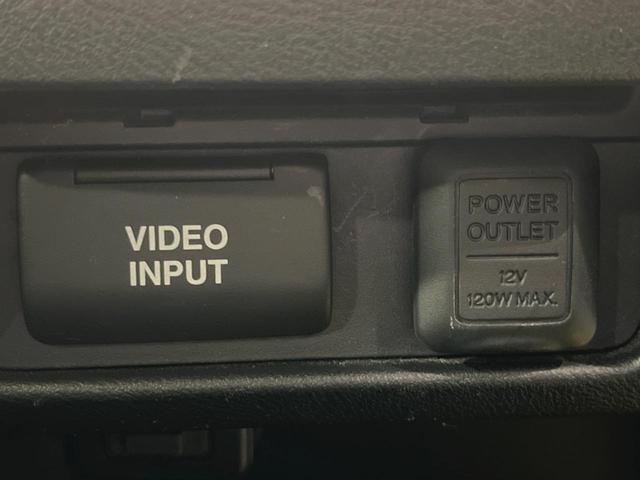 VIDEO
INPUT
POWER
OUTLET
12V
120W MAX.